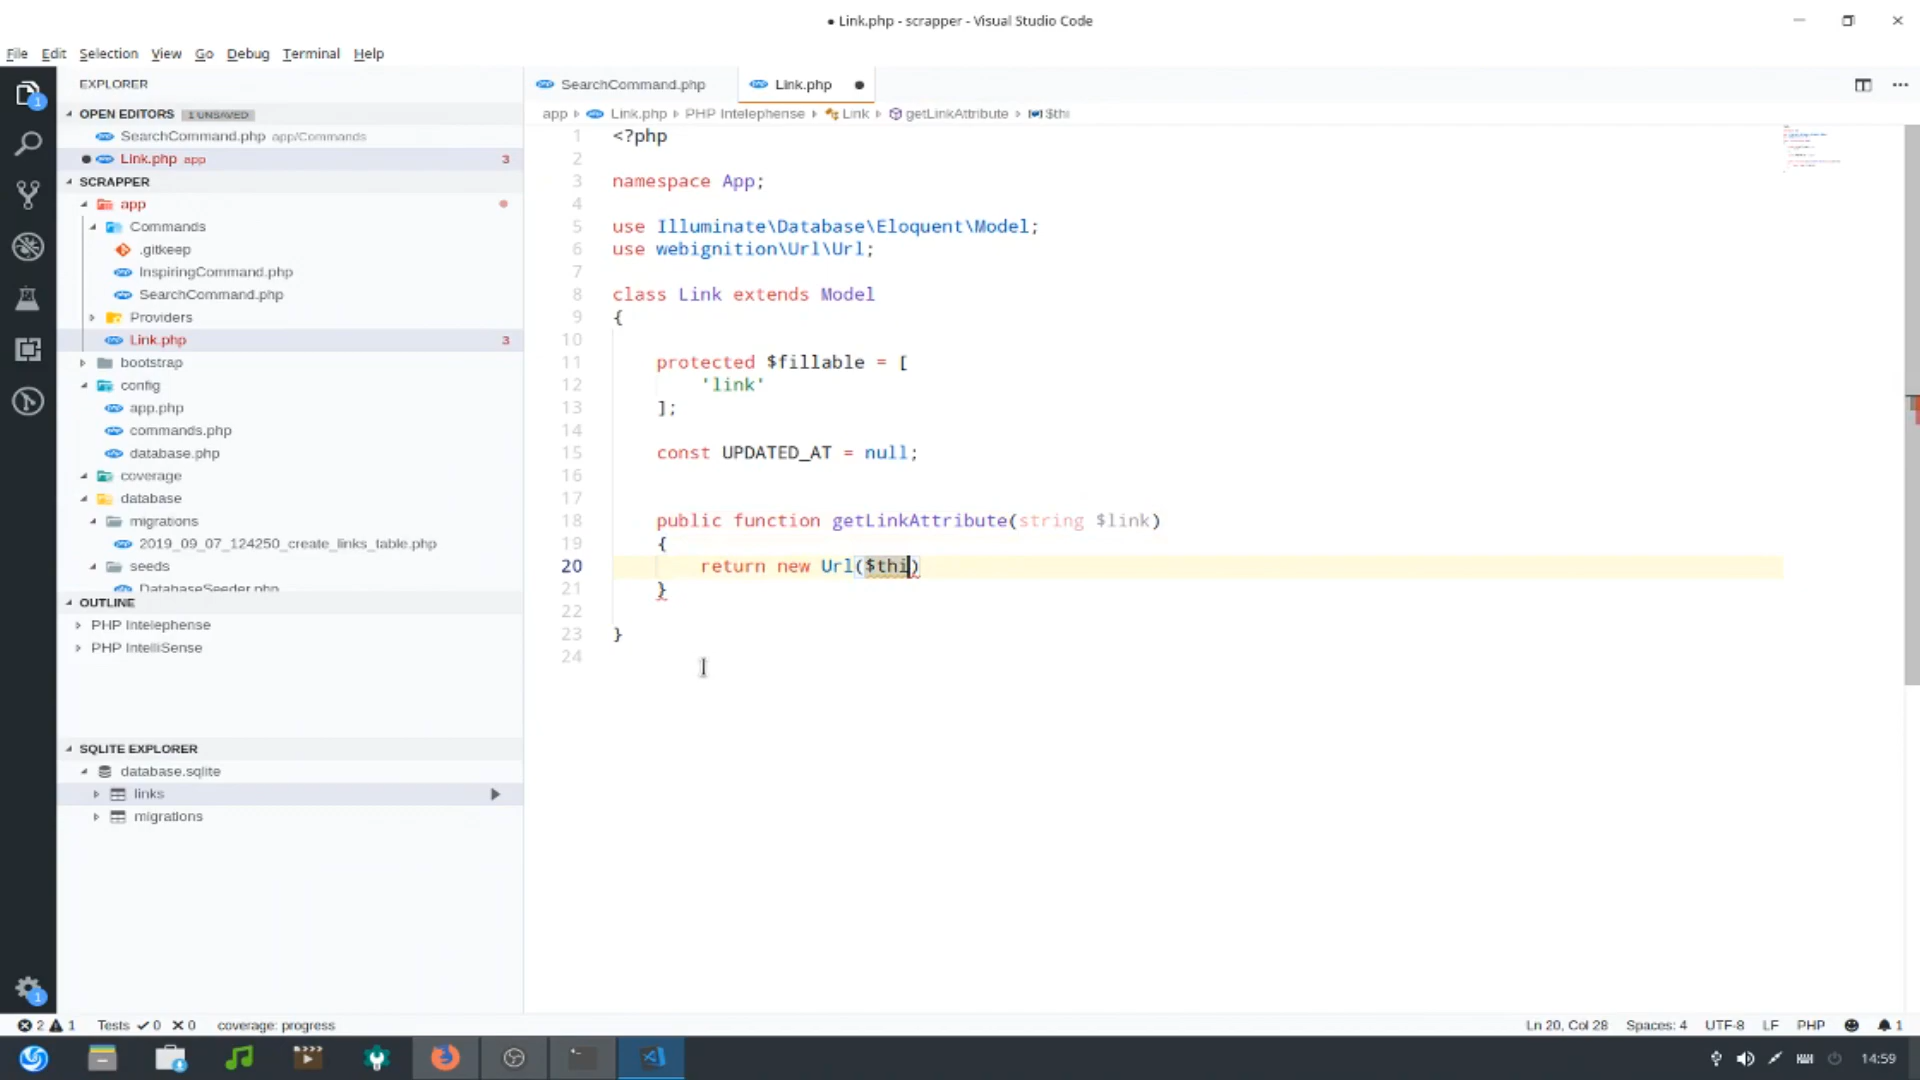 ● Link.php - scrapper - Visual Studio Code
File Edit Selection View Go Debug Terminal Help
EXPLORER
OPEN EDITORS 1 UNSAVED
SearchCommand.php app/Commands
Link.php app 3
SCRAPPER
app
Commands
.gitkeep
InspiringCommand.php
SearchCommand.php
Providers
Link.php 3
bootstrap
config
app.php
commands.php
database.php
coverage
database
migrations
2019_09_07_124250_create_links_table.php
seeds
DatabaseSeeder.php
OUTLINE
PHP Intelephense
PHP IntelliSense
SQLITE EXPLORER
database.sqlite
links
migrations
SearchCommand.php Link.php
app Link.php PHP Intelephense Link getLinkAttribute $thi
1 <?php
2
3 namespace App;
4
5 use Illuminate\Database\Eloquent\Model;
6 use webignition\Url\Url;
7
8 class Link extends Model
9 {
10
11 protected $fillable = [
12 'link'
13 ];
14
15 const UPDATED_AT = null;
16
17
18 public function getLinkAttribute(string $link)
19 {
20 return new Url($thi)
21 }
22
23 }
24
2 1 Tests 0 0 coverage: progress Ln 20, Col 28 Spaces: 4 UTF-8 LF PHP 1
1
1
14:59